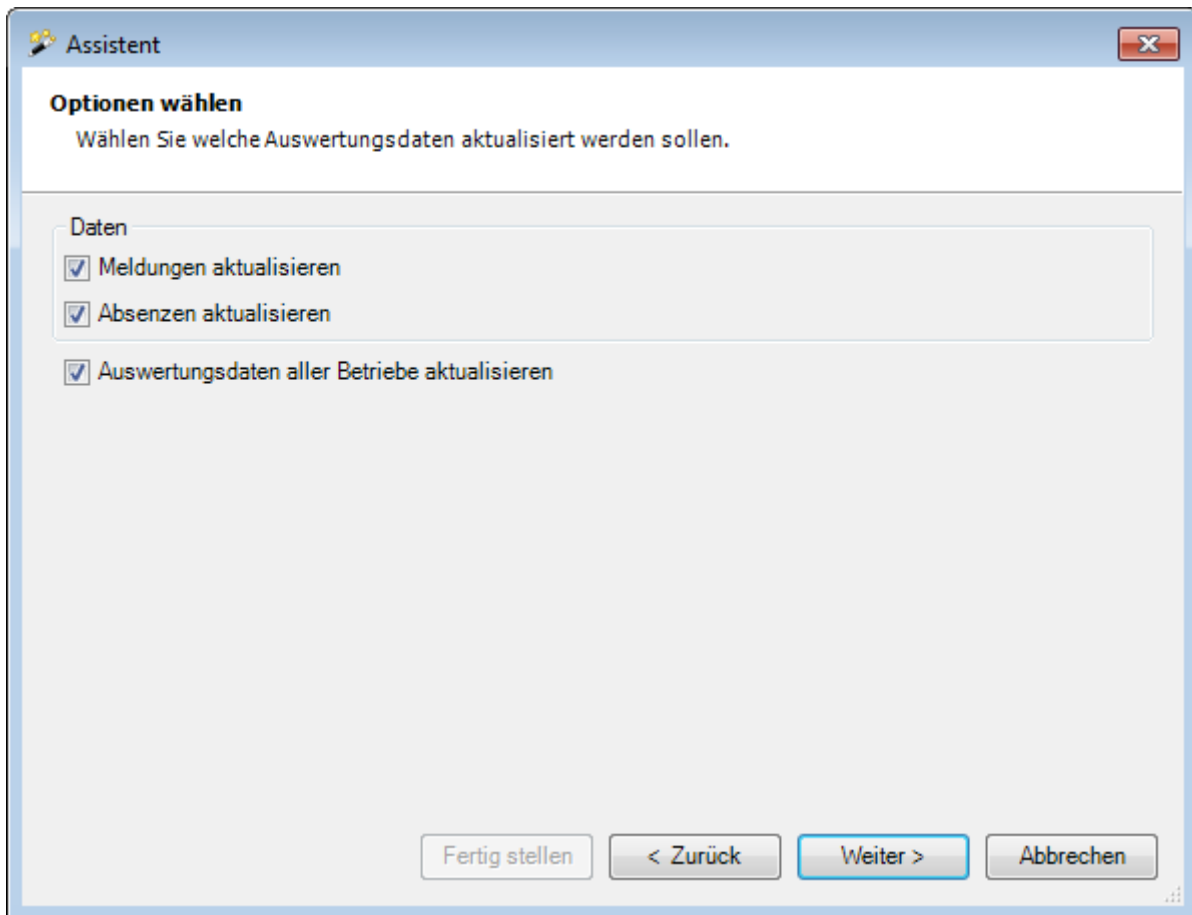 Assistent
Optionen wählen
Wählen Sie welche Auswertungsdaten aktualisiert werden sollen.
Daten
Meldungen aktualisieren
Absenzen aktualisieren
Auswertungsdaten aller Betriebe aktualisieren
Fertig stellen < Zurück Weiter > Abbrechen